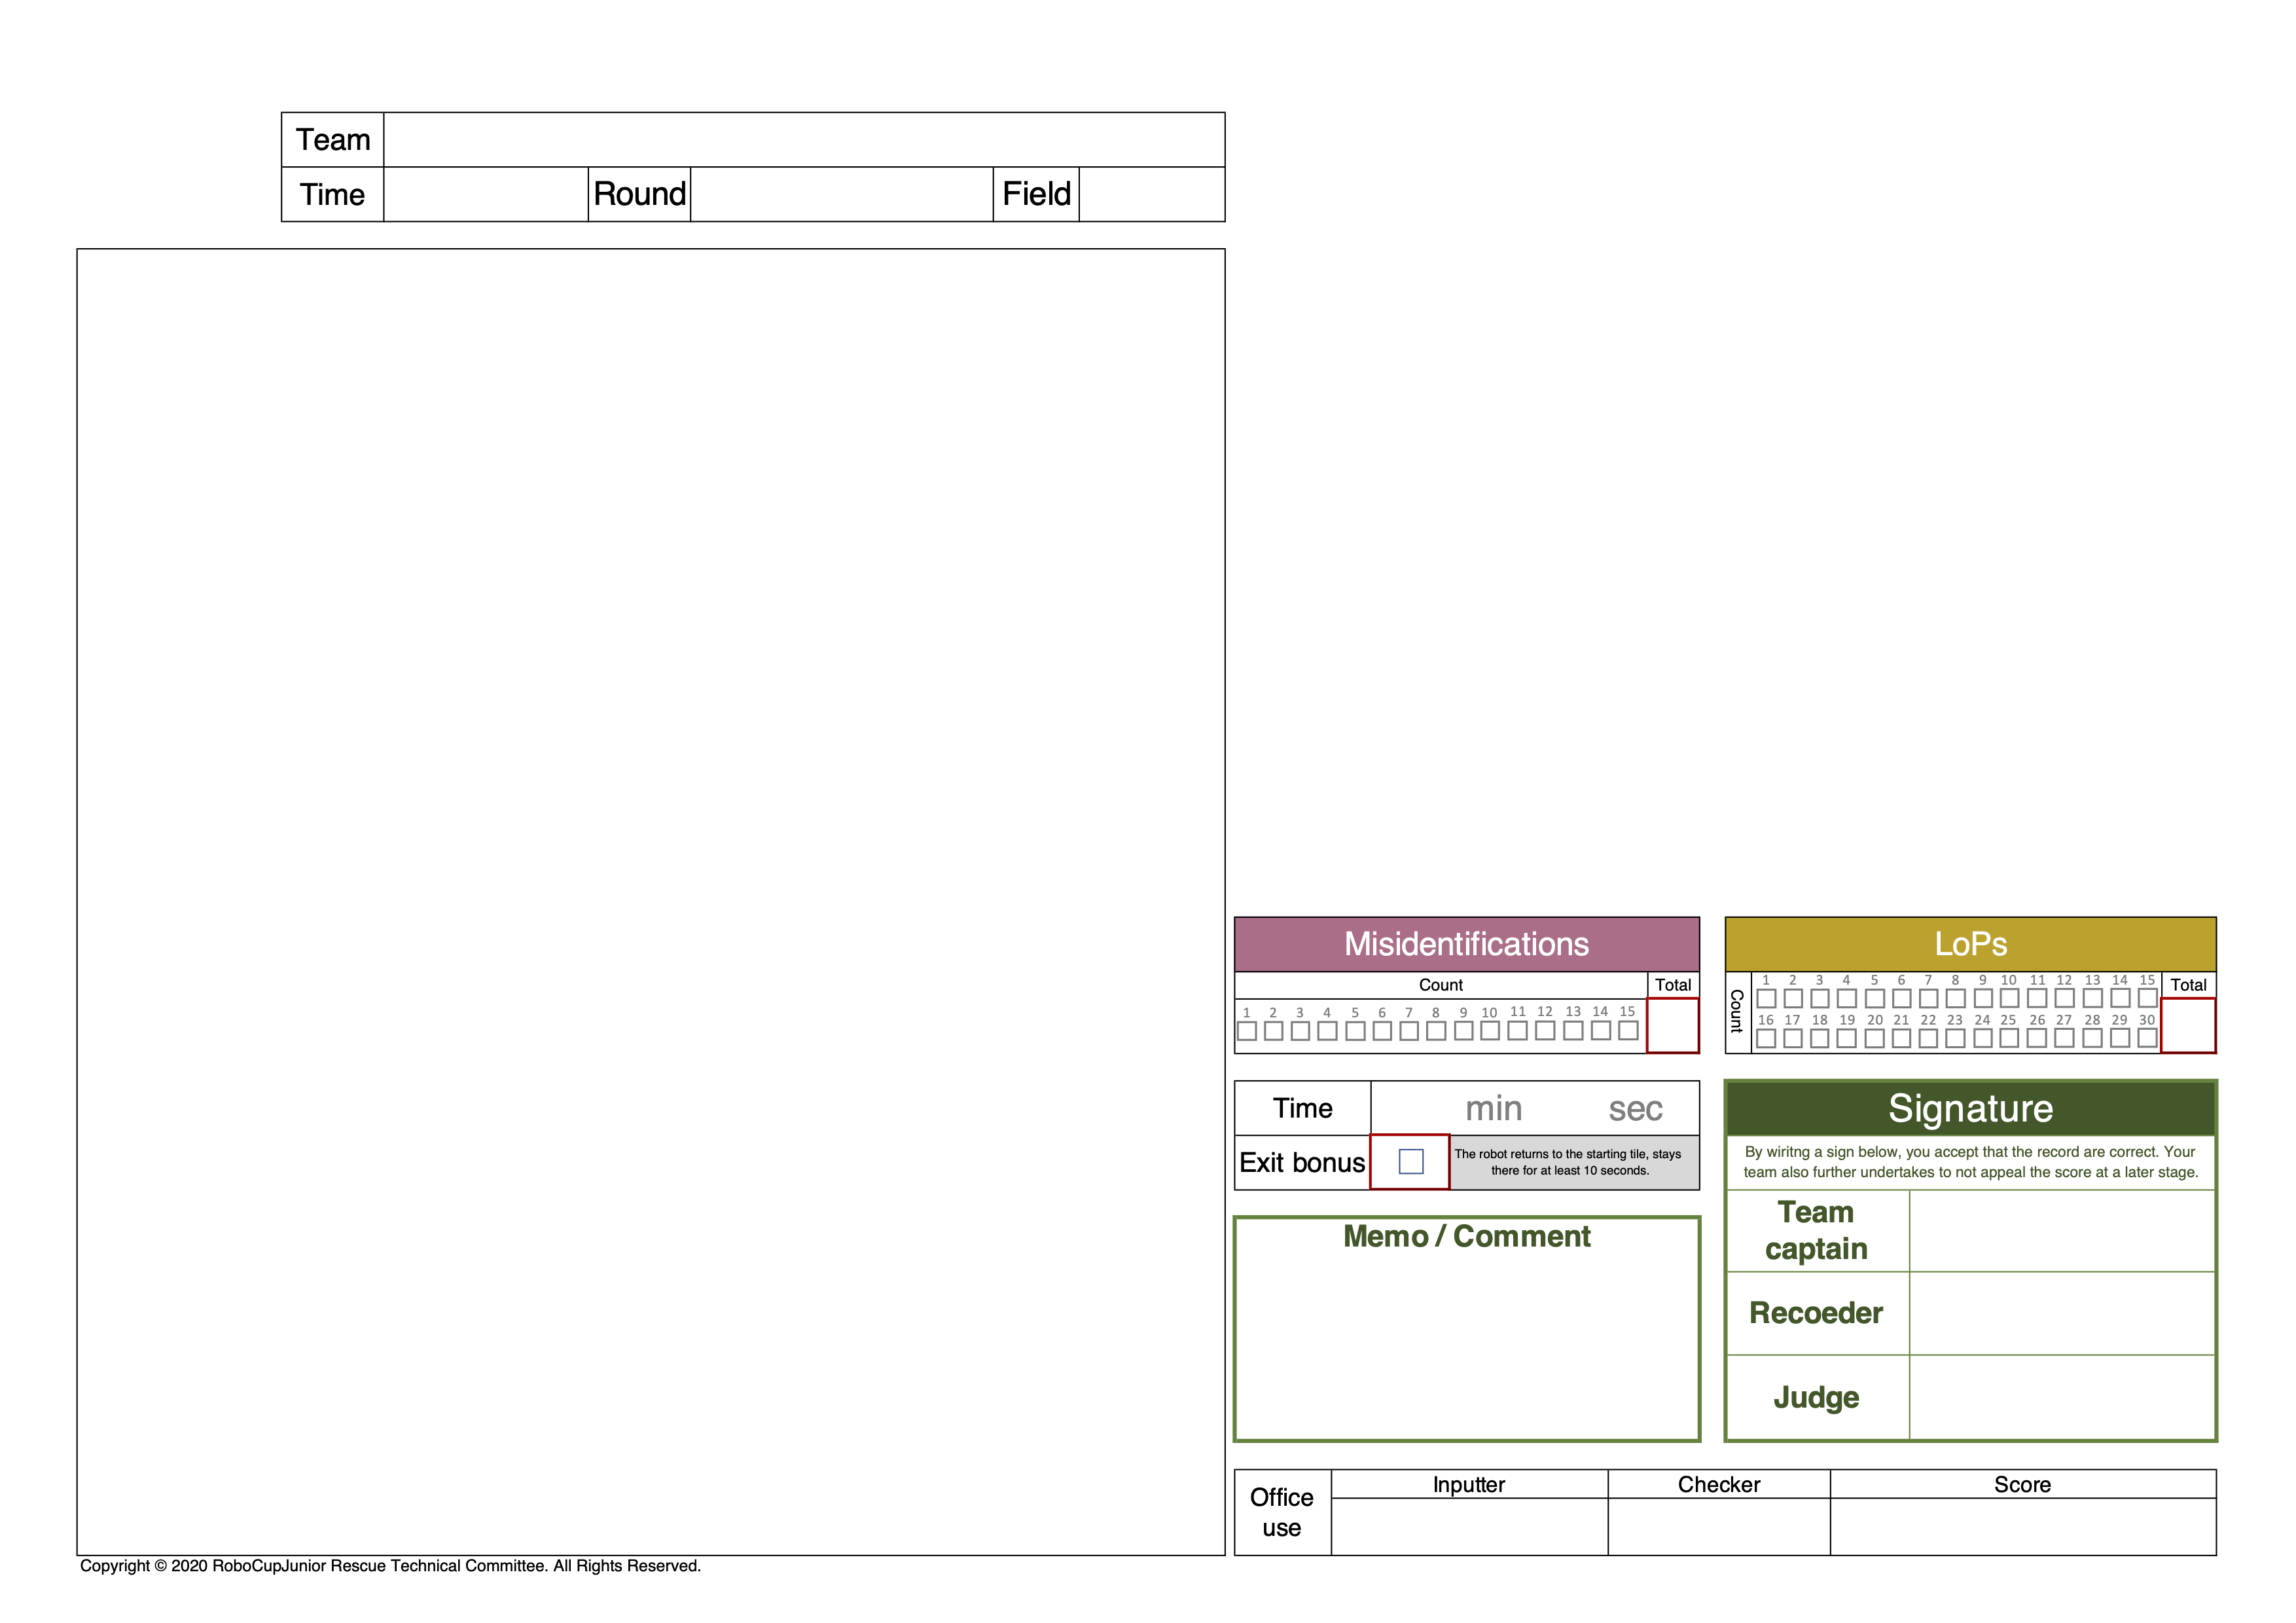 Team
Time Round Field
Misidentifications
Count Total
1 2 3 4 5 6 7 8 9 10 11 12 13 14 15
LoPs
Count
1 2 3 4 5 6 7 8 9 10 11 12 13 14 15 Total
16 17 18 19 20 21 22 23 24 25 26 27 28 29 30
Time min sec
Exit bonus
The robot returns to the starting tile, stays
there for at least 10 seconds.
Memo / Comment
Signature
By wiritng a sign below, you accept that the record are correct. Your
team also further undertakes to not appeal the score at a later stage.
Team
captain
Recoeder
Judge
Office
use
Inputter Checker Score
Copyright © 2020 RoboCupJunior Rescue Technical Committee. All Rights Reserved.